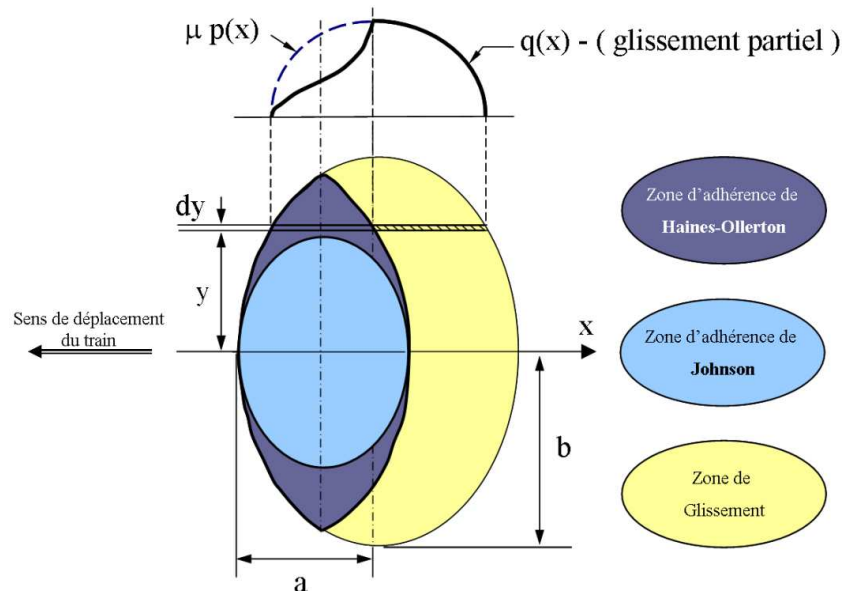 μ p(x)
q(x) - ( glissement partiel )
dy
y
Sens de déplacement
du train
x
b
a
Zone d'adhérence de
Haines-Ollerton
Zone d'adhérence de
Johnson
Zone de
Glissement